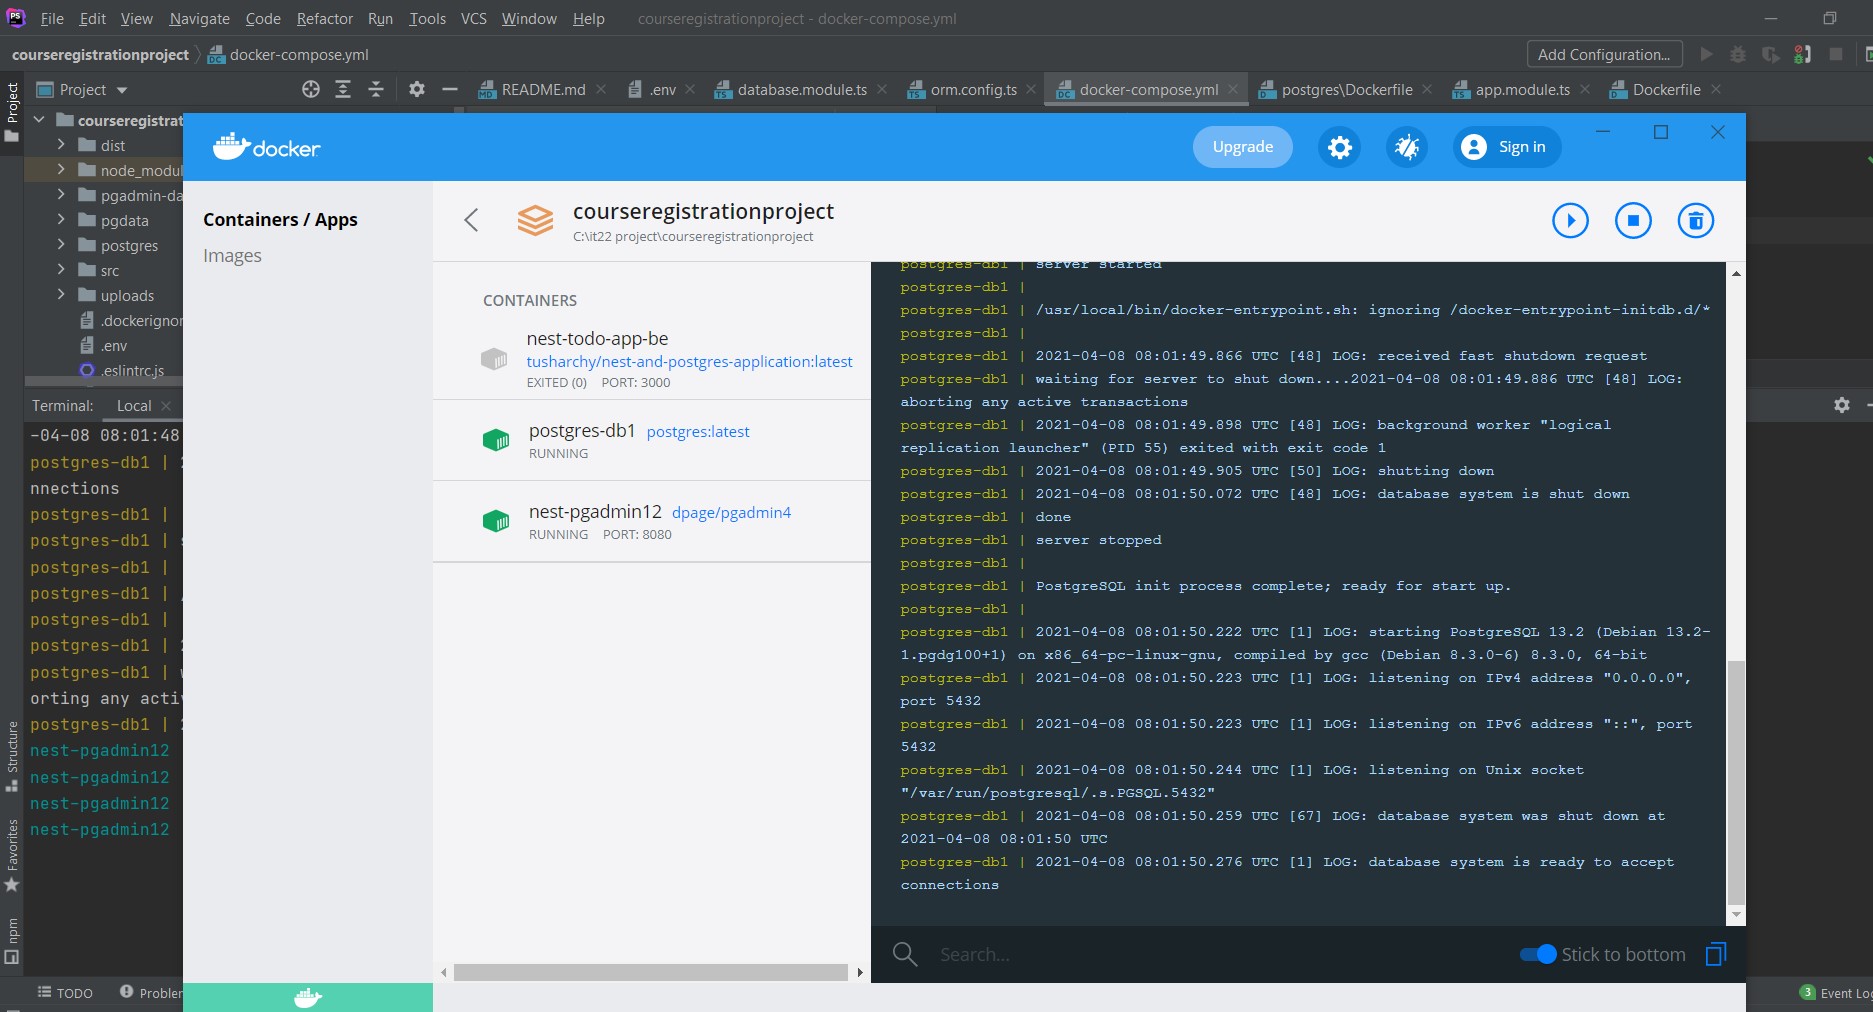 PS File Edit View Navigate Code Refactor Run Tools VCS Window Help courseregistrationproject - docker-compose.yml
courseregistrationproject docker-compose.yml Add Configuration...
Project README.md .env database.module.ts orm.config.ts docker-compose.yml postgres\Dockerfile app.module.ts Dockerfile
Project
courseregistrat
dist
node_modul
pgadmin-da
pgdata
postgres
src
uploads
.dockerignor
.env
.eslintrc.js
Terminal: Local
-04-08 08:01:48
postgres-db1 |
nnections
postgres-db1 |
postgres-db1 |
postgres-db1 |
postgres-db1 |
postgres-db1 |
postgres-db1 |
postgres-db1 |
orting any activ
postgres-db1 |
nest-pgadmin12
nest-pgadmin12
nest-pgadmin12
nest-pgadmin12
Structure
Favorites
npm
TODO Probler
docker
Upgrade Sign in
Containers / Apps
Images
courseregistrationproject
C:\it22 project\courseregistrationproject
CONTAINERS
nest-todo-app-be
tusharchy/nest-and-postgres-application:latest
EXITED (0) PORT: 3000
postgres-db1 postgres:latest
RUNNING
nest-pgadmin12 dpage/pgadmin4
RUNNING PORT: 8080
postgres-db1 | server started
postgres-db1 |
postgres-db1 | /usr/local/bin/docker-entrypoint.sh: ignoring /docker-entrypoint-initdb.d/*
postgres-db1 |
postgres-db1 | 2021-04-08 08:01:49.866 UTC [48] LOG: received fast shutdown request
postgres-db1 | waiting for server to shut down....2021-04-08 08:01:49.886 UTC [48] LOG:
aborting any active transactions
postgres-db1 | 2021-04-08 08:01:49.898 UTC [48] LOG: background worker "logical
replication launcher" (PID 55) exited with exit code 1
postgres-db1 | 2021-04-08 08:01:49.905 UTC [50] LOG: shutting down
postgres-db1 | 2021-04-08 08:01:50.072 UTC [48] LOG: database system is shut down
postgres-db1 | done
postgres-db1 | server stopped
postgres-db1 |
postgres-db1 | PostgreSQL init process complete; ready for start up.
postgres-db1 |
postgres-db1 | 2021-04-08 08:01:50.222 UTC [1] LOG: starting PostgreSQL 13.2 (Debian 13.2-
1.pgdg100+1) on x86_64-pc-linux-gnu, compiled by gcc (Debian 8.3.0-6) 8.3.0, 64-bit
postgres-db1 | 2021-04-08 08:01:50.223 UTC [1] LOG: listening on IPv4 address "0.0.0.0",
port 5432
postgres-db1 | 2021-04-08 08:01:50.223 UTC [1] LOG: listening on IPv6 address "::", port
5432
postgres-db1 | 2021-04-08 08:01:50.244 UTC [1] LOG: listening on Unix socket
"/var/run/postgresql/.s.PGSQL.5432"
postgres-db1 | 2021-04-08 08:01:50.259 UTC [67] LOG: database system was shut down at
2021-04-08 08:01:50 UTC
postgres-db1 | 2021-04-08 08:01:50.276 UTC [1] LOG: database system is ready to accept
connections
Search... Stick to bottom
3 Event Log